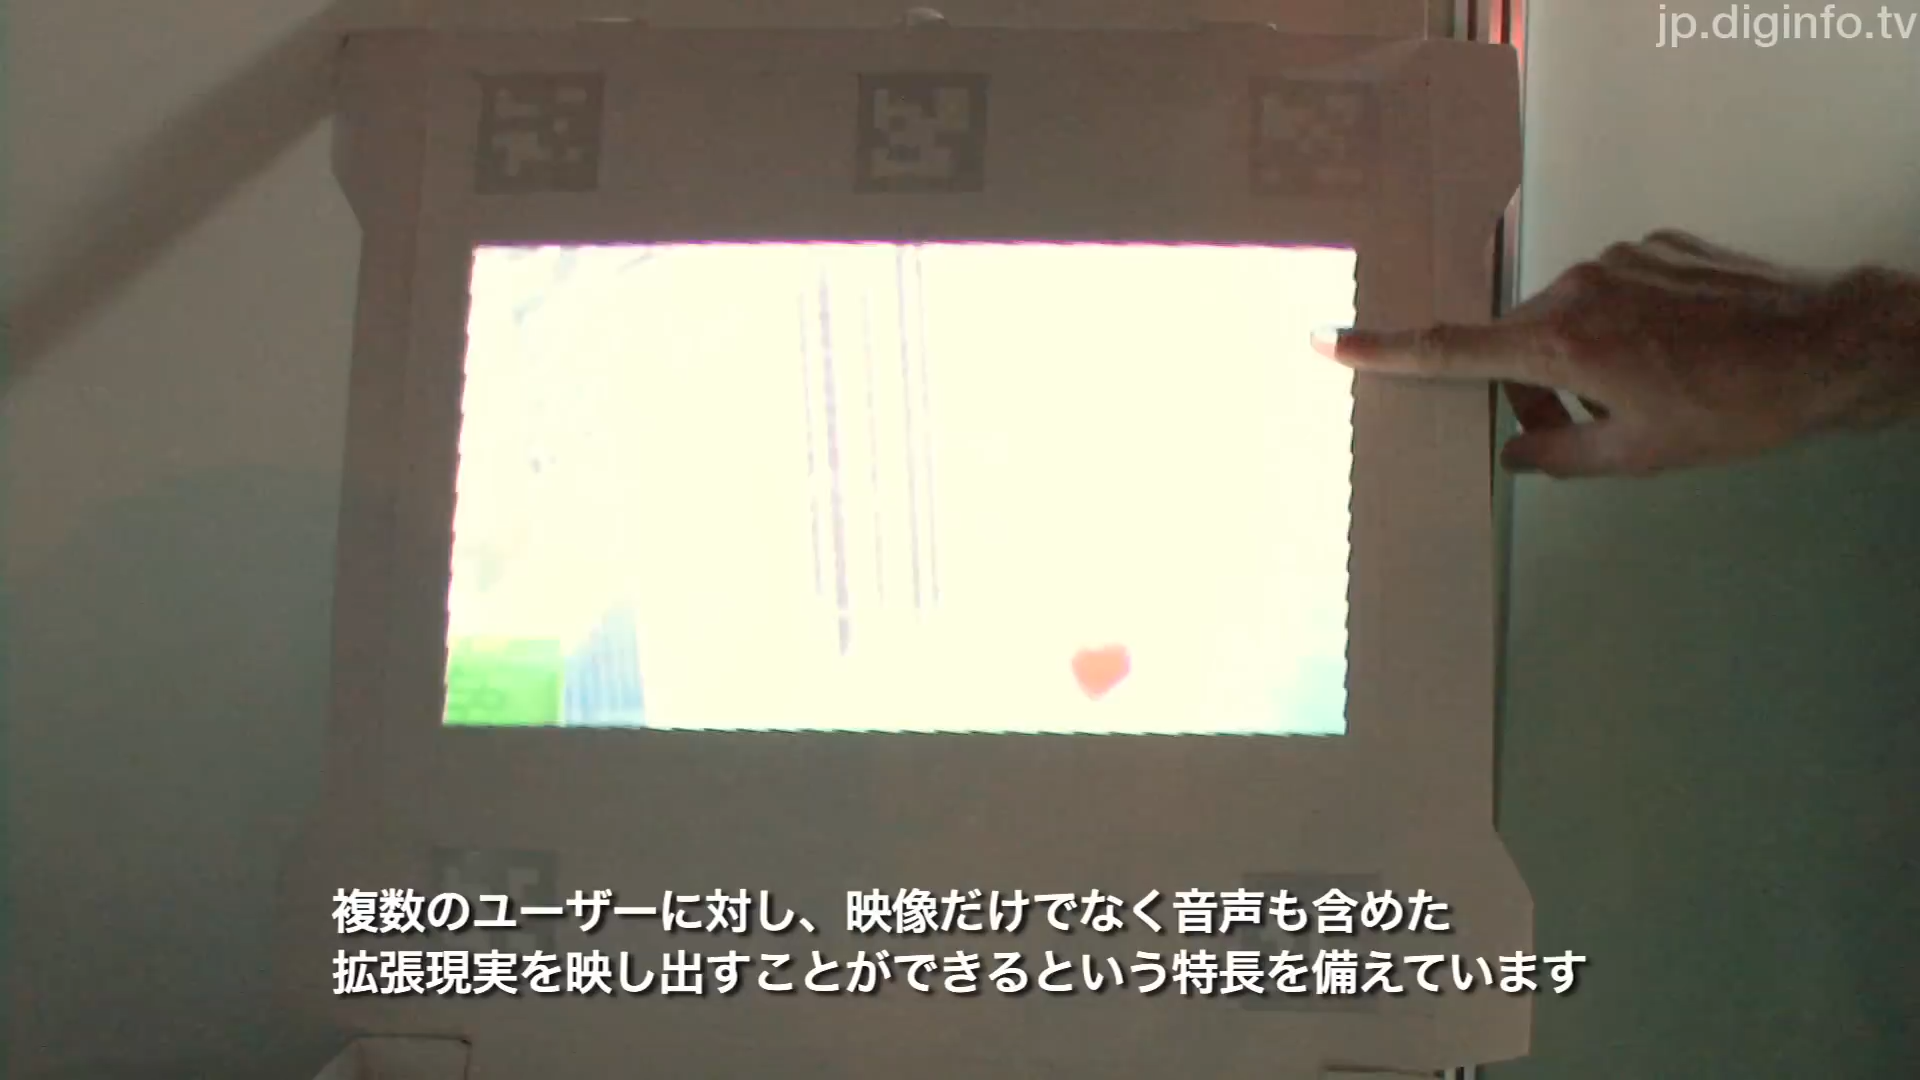 jp.diginfo.tv
複数のユーザーに対し、映像だけでなく音声も含めた
拡張現実を映し出すことができるという特長を備えています